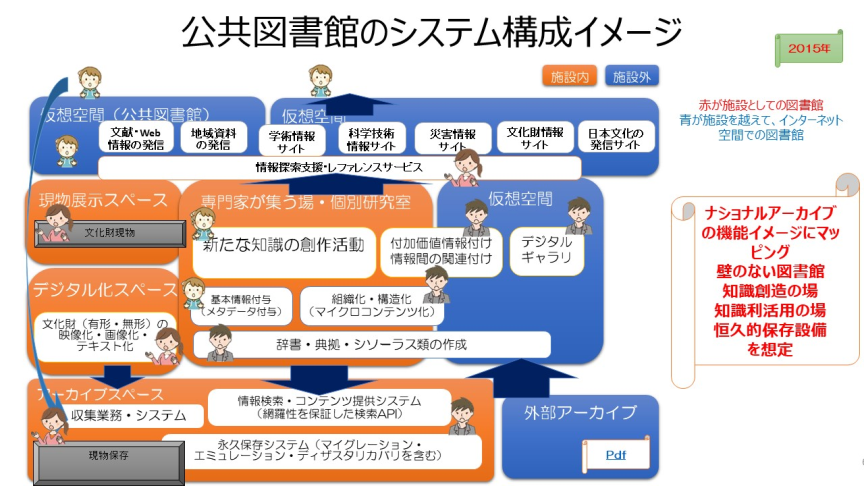 公共図書館のシステム構成イメージ
2015年
施設内
施設外
赤が施設としての図書館
青が施設を越えて、インターネット
空間での図書館
仮想空間（公共図書館）
仮想空間
文献・Web
情報の発信
地域資料
の発信
学術情報
サイト
科学技術
情報サイト
災害情報
サイト
文化財情報
サイト
日本文化の
発信サイト
情報探索支援・レファレンスサービス
現物展示スペース
文化財現物
専門家が集う場・個別研究室
仮想空間
新たな知識の創作活動
付加価値情報付け
情報間の関連付け
デジタル
ギャラリ
デジタル化スペース
文化財（有形・無形）の
映像化・画像化・
テキスト化
基本情報付与
（メタデータ付与）
組織化・構造化
（マイクロコンテンツ化）
辞書・典拠・シソーラス類の作成
アーカイブスペース
収集業務・システム
情報検索・コンテンツ提供システム
（網羅性を保証した検索API）
現物保存
永久保存システム（マイグレーション・
エミュレーション・ディザスタリカバリを含む）
外部アーカイブ
Pdf
ナショナルアーカイブ
の機能イメージにマッ
ピング
壁のない図書館
知識創造の場
知識利活用の場
恒久的保存設備
を想定